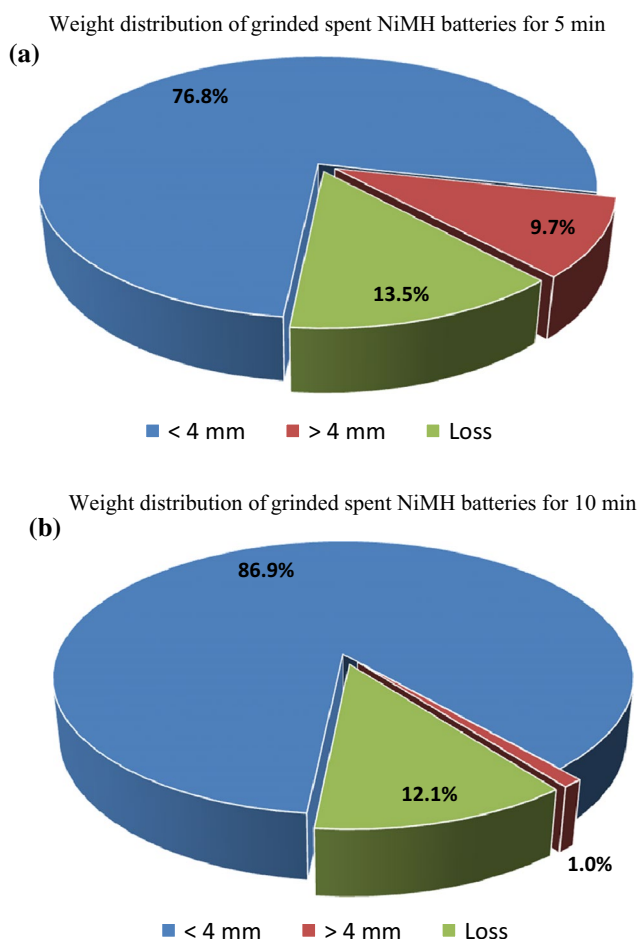 Weight distribution of grinded spent NiMH batteries for 5 min
(a)
76.8%
9.7%
13.5%
< 4 mm > 4 mm Loss
Weight distribution of grinded spent NiMH batteries for 10 min
(b)
86.9%
12.1%
1.0%
< 4 mm > 4 mm Loss